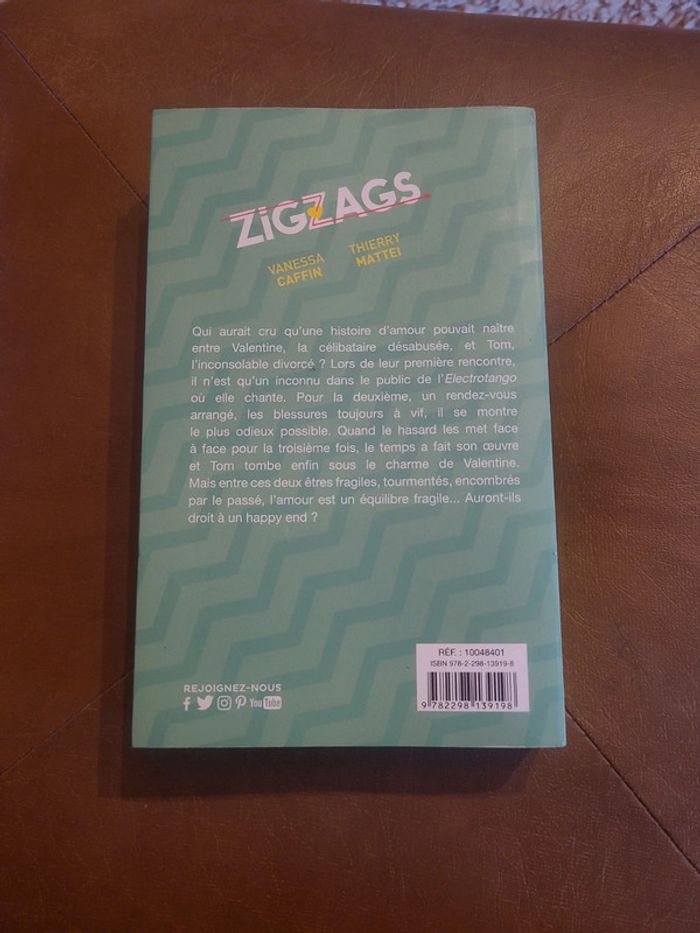 ZiGZAGS
VANESSA CAFFIN
THIERRY MATTEI
Qui aurait cru qu'une histoire d'amour pouvait naître
entre Valentine, la célibataire désabusée, et Tom,
l'inconsolable divorcé ? Lors de leur première rencontre,
il n'est qu'un inconnu dans le public de l'Electrotango
où elle chante. Pour la deuxième, un rendez-vous
arrangé, les blessures toujours à vif, il se montre
le plus odieux possible. Quand le hasard les met face
à face pour la troisième fois, le temps a fait son œuvre
et Tom tombe enfin sous le charme de Valentine.
Mais entre ces deux êtres fragiles, tourmentés, encombrés
par le passé, l'amour est un équilibre fragile... Auront-ils
droit à un happy end ?
RÉF. : 10048401
ISBN 978-2-298-13919-8
9 782298 139198
REJOIGNEZ-NOUS
You Tube